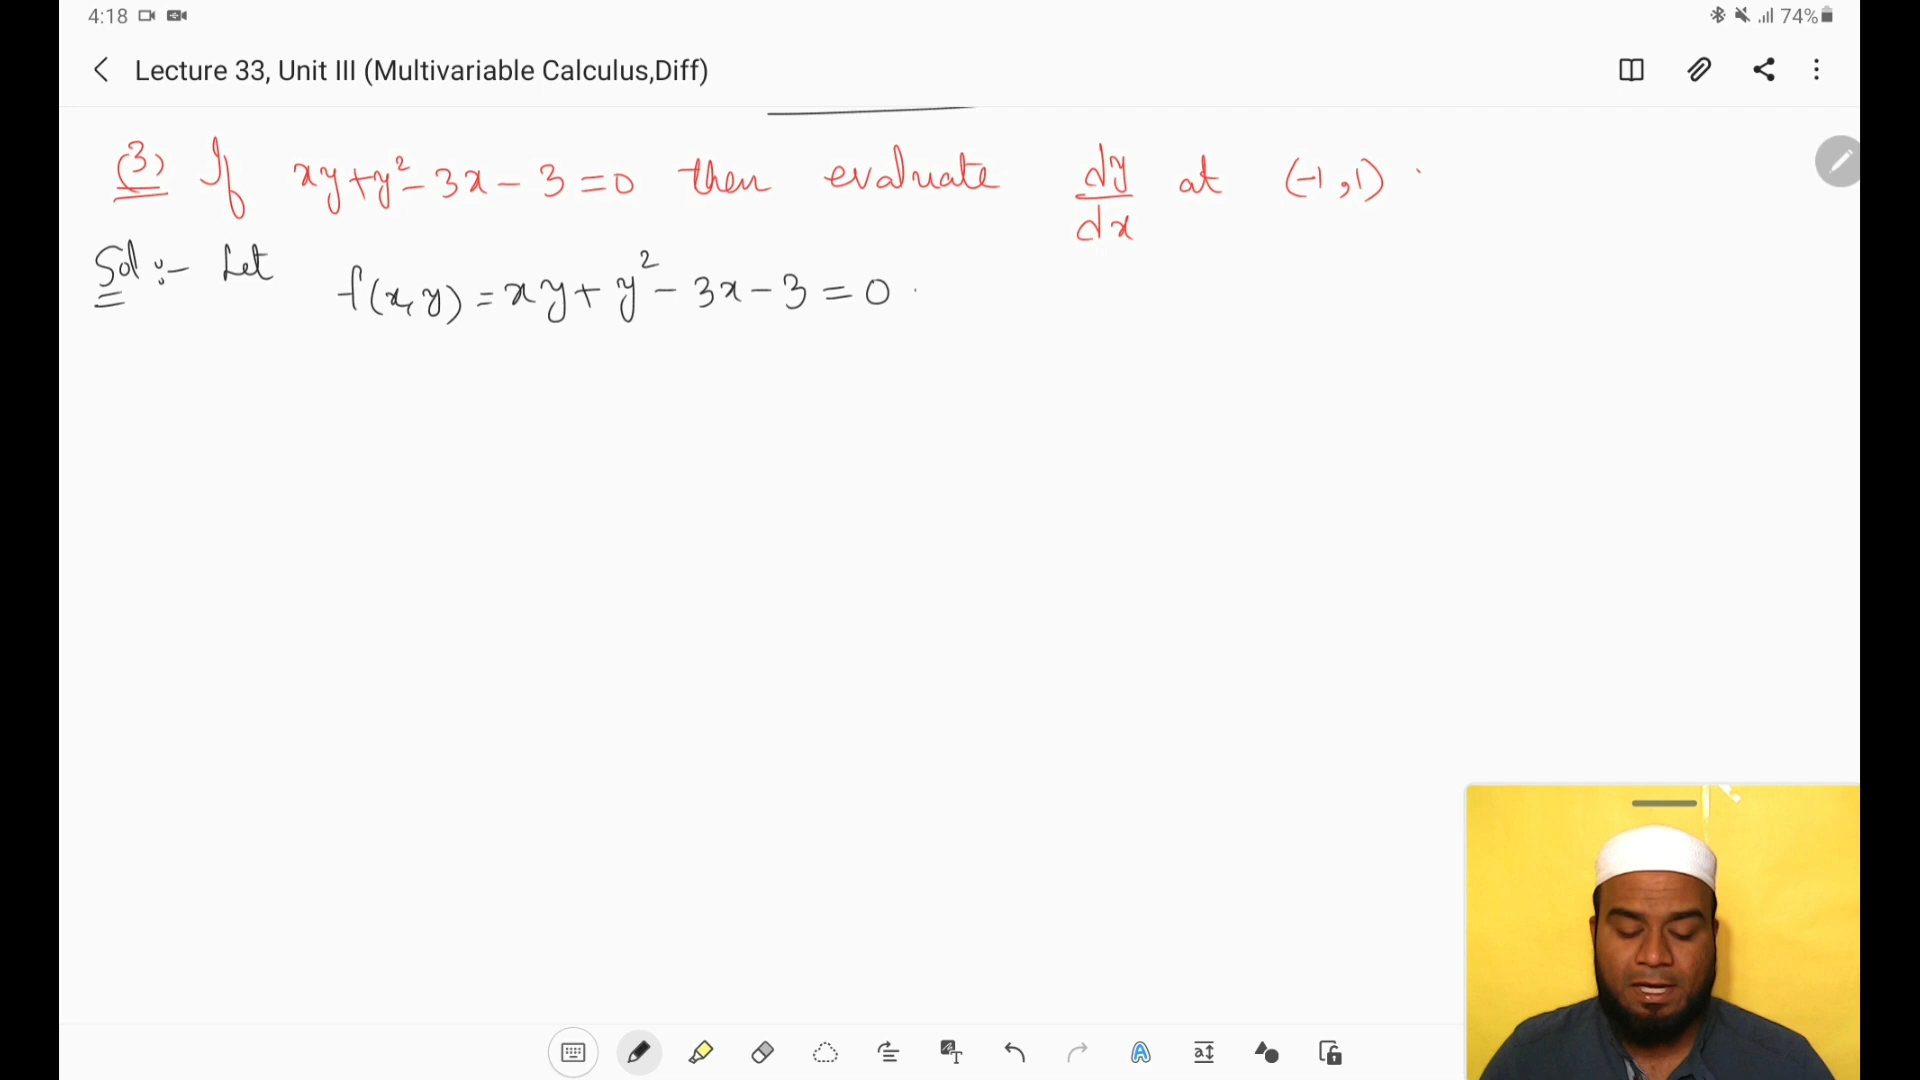 4:18 74%
Lecture 33, Unit III (Multivariable Calculus,Diff)
(3) If xy+y²-3x-3=0 then evaluate dy/dx at (-1,1).
Sol:- Let f(x,y)=xy+y²-3x-3=0.